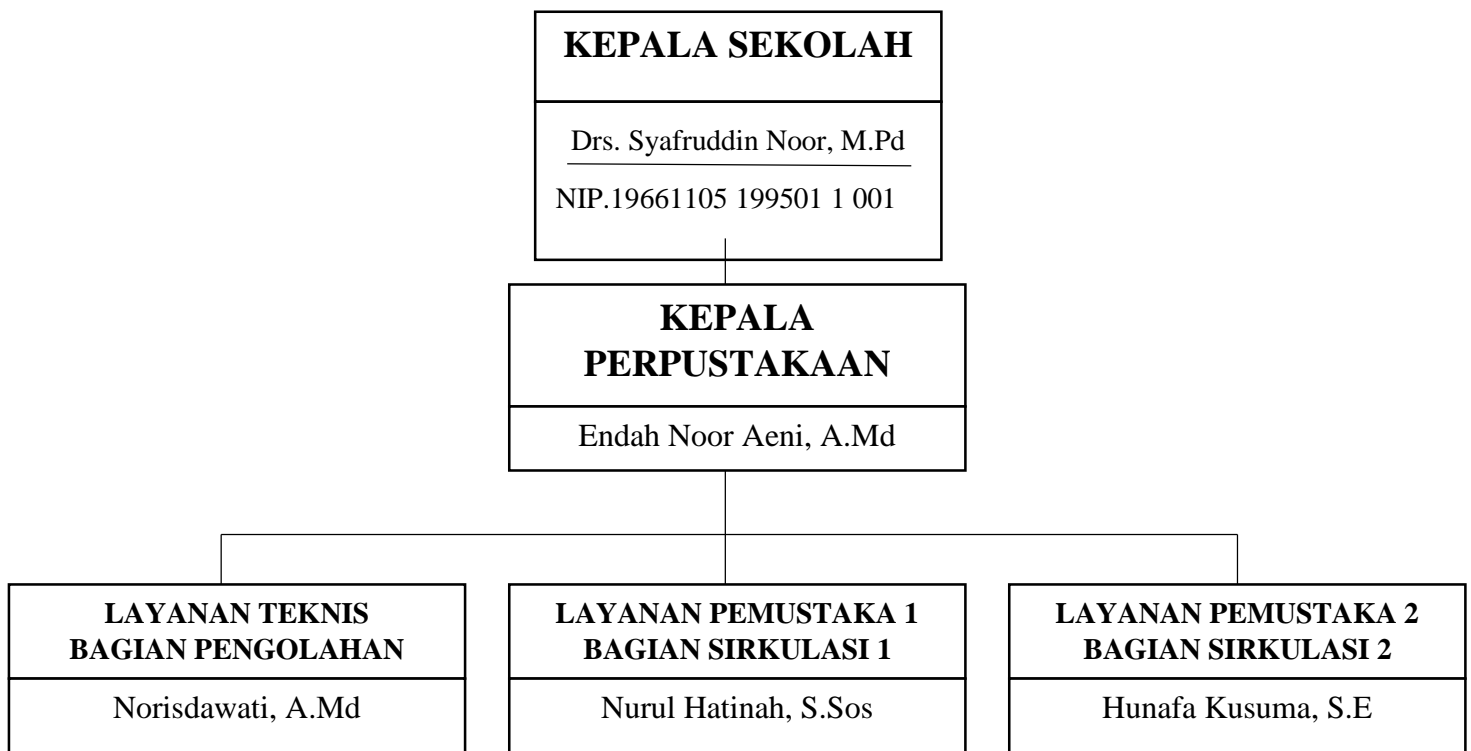 KEPALA SEKOLAH
Drs. Syafruddin Noor, M.Pd
NIP.19661105 199501 1 001
KEPALA
PERPUSTAKAAN
Endah Noor Aeni, A.Md
LAYANAN TEKNIS
BAGIAN PENGOLAHAN
Norisdawati, A.Md
LAYANAN PEMUSTAKA 1
BAGIAN SIRKULASI 1
Nurul Hatinah, S.Sos
LAYANAN PEMUSTAKA 2
BAGIAN SIRKULASI 2
Hunafa Kusuma, S.E